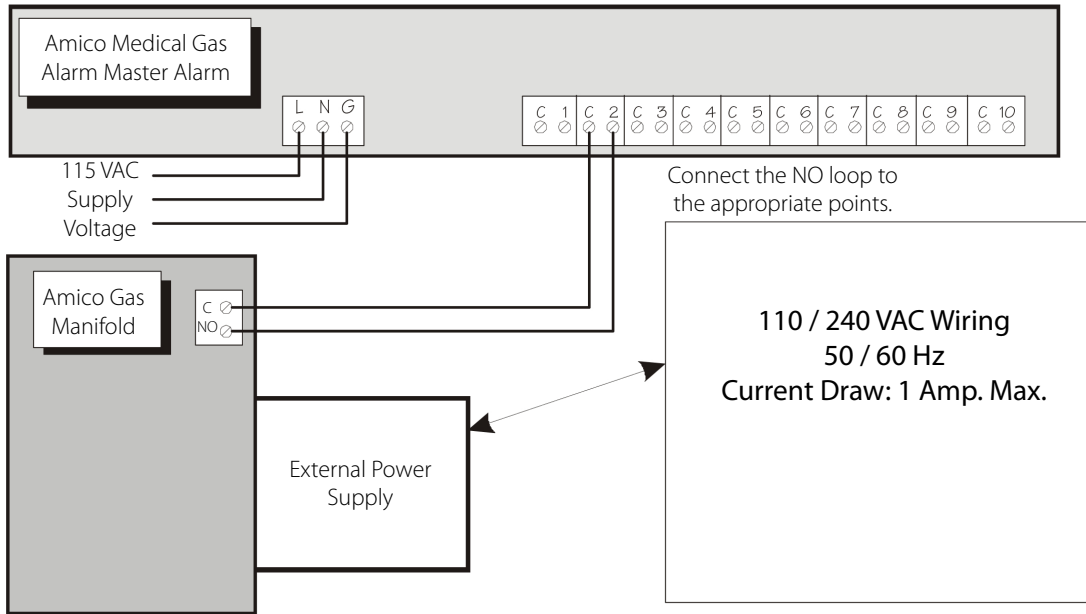 Amico Medical Gas
Alarm Master Alarm
L N G
C 1 C 2 C 3 C 4 C 5 C 6 C 7 C 8 C 9 C 10
115 VAC
Supply
Voltage
Connect the NO loop to
the appropriate points.
Amico Gas
Manifold
C
NO
110 / 240 VAC Wiring
50 / 60 Hz
Current Draw: 1 Amp. Max.
External Power
Supply